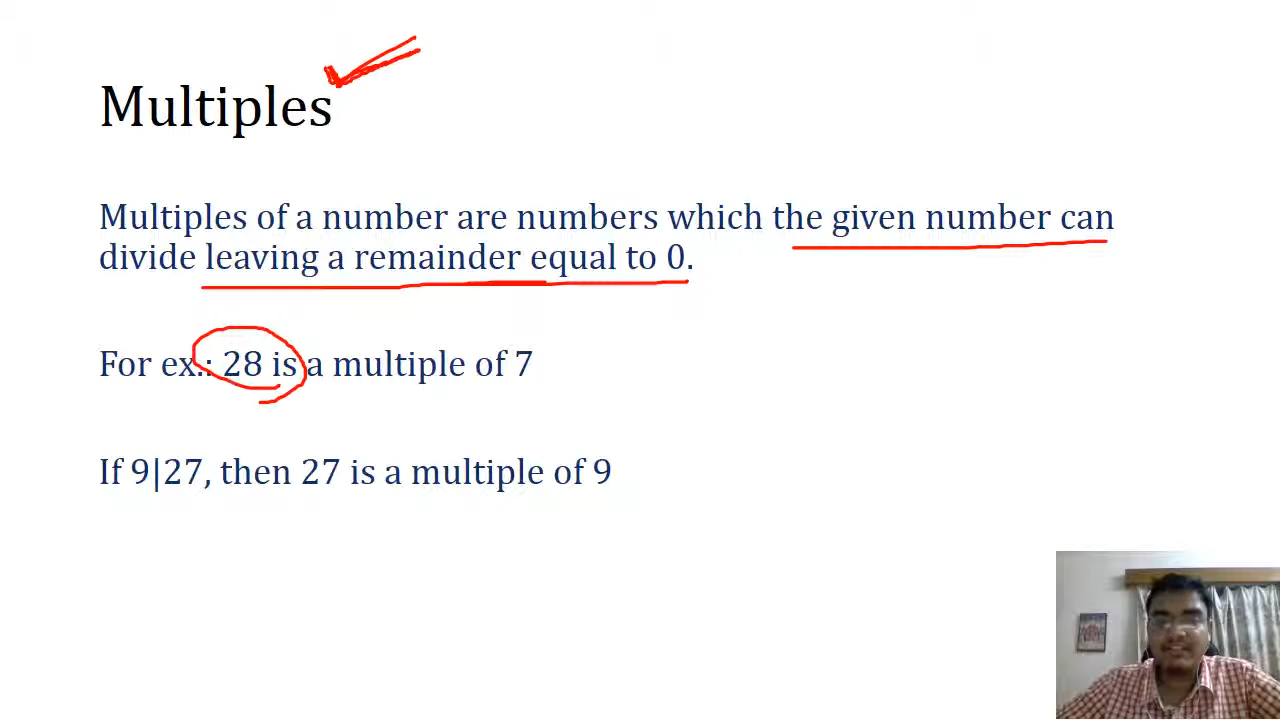 Multiples
Multiples of a number are numbers which the given number can
divide leaving a remainder equal to 0.
For ex.: 28 is a multiple of 7
If 9|27, then 27 is a multiple of 9